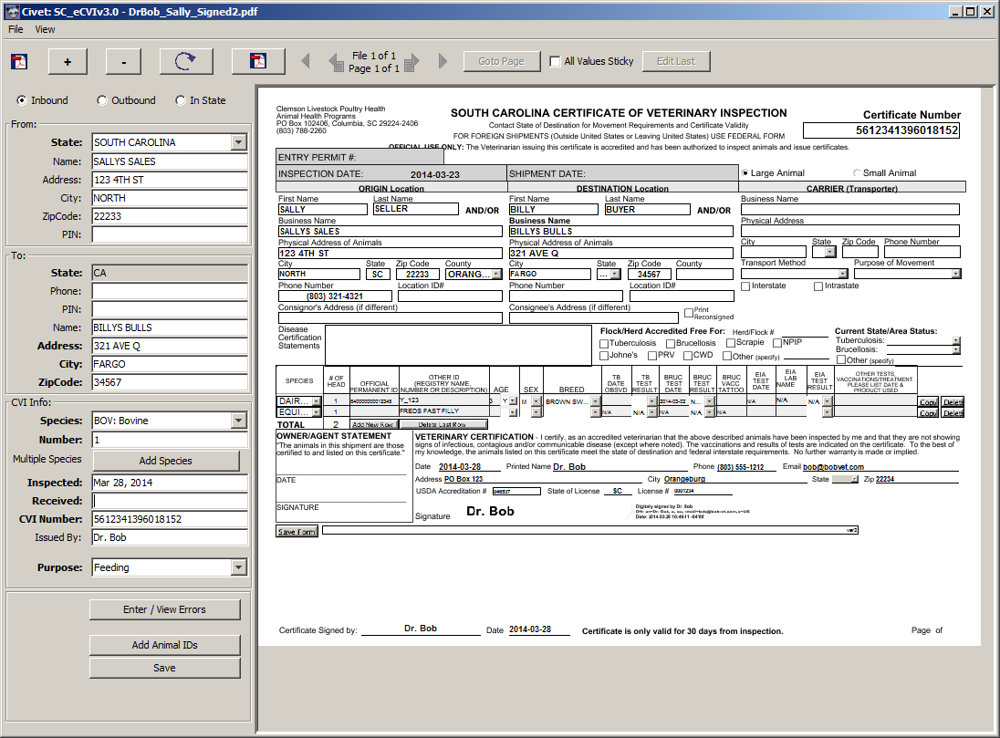 Civet: SC_eCVIv3.0 - DrBob_Sally_Signed2.pdf
File View
+ - File 1 of 1 Goto Page All Values Sticky Edit Last
Page 1 of 1
Inbound Outbound In State
From:
State: SOUTH CAROLINA
Name: SALLYS SALES
Address: 123 4TH ST
City: NORTH
ZipCode: 22233
PIN:
To:
State: CA
Phone:
PIN:
Name: BILLYS BULLS
Address: 321 AVE Q
City: FARGO
ZipCode: 34567
CVI Info:
Species: BOV: Bovine
Number: 1
Multiple Species Add Species
Inspected: Mar 28, 2014
Received:
CVI Number: 5612341396018152
Issued By: Dr. Bob
Purpose: Feeding
Enter / View Errors
Add Animal IDs
Save
Clemson Livestock Poultry Health
Animal Health Programs
PO Box 102406, Columbia, SC 29224-2406
(803) 788-2260
SOUTH CAROLINA CERTIFICATE OF VETERINARY INSPECTION
Contact State of Destination for Movement Requirements and Certificate Validity
FOR FOREIGN SHIPMENTS (Outside United States or Leaving United States) USE FEDERAL FORM
Certificate Number
5612341396018152
OFFICIAL USE ONLY: The Veterinarian issuing this certificate is accredited and has been authorized to inspect animals and issue certificates.
ENTRY PERMIT #:
INSPECTION DATE: 2014-03-23 SHIPMENT DATE: Large Animal Small Animal
ORIGIN Location DESTINATION Location CARRIER (Transporter)
First Name Last Name First Name Last Name Business Name
SALLY SELLER AND/OR BILLY BUYER AND/OR
Business Name Business Name Physical Address
SALLYS SALES BILLYS BULLS
Physical Address of Animals Physical Address of Animals City State Zip Code Phone Number
123 4TH ST 321 AVE Q
City State Zip Code County City State Zip Code County Transport Method Purpose of Movement
NORTH SC 22233 ORANG... FARGO ... 34567
Phone Number Location ID# Phone Number Location ID# Interstate Intrastate
(803) 321-4321
Consignor's Address (if different) Consignee's Address (if different) Print Reconsigned
Disease
Certification
Statements
Flock/Herd Accredited Free For: Herd/Flock #
Tuberculosis Brucellosis Scrapie NPIP
Johne's PRV CWD Other (specify)
Current State/Area Status:
Tuberculosis:
Brucellosis:
Other (specify)
SPECIES # OF HEAD OFFICIAL PERMANENT ID OTHER ID (REGISTRY NAME, NUMBER OR DESCRIPTION) AGE SEX BREED TB DATE OBSVD TB TEST RESULT BRUC TEST DATE BRUC TEST RESULT BRUC VACC TATTOO EIA TEST DATE EIA LAB NAME EIA TEST RESULT OTHER TESTS, VACCINATIONS/TREATMENT. PLEASE LIST DATE & PRODUCT USED
DAIR... 1 840000000012345 Y_123 3 Y M BROWN SW... 2014-03-02 N... N/A N/A Copy Delet
EQUI... 1 FREDS FAST FILLY N/A N/A N/A N/A N/A Copy Delet
TOTAL 2 Add New Row Delete Last Row
OWNER/AGENT STATEMENT
"The animals in this shipment are those
certified to and listed on this certificate."
DATE
SIGNATURE
VETERINARY CERTIFICATION - I certify, as an accredited veterinarian that the above described animals have been inspected by me and that they are not showing
signs of infectious, contagious and/or communicable disease (except where noted). The vaccinations and results of tests are indicated on the certificate. To the best of
my knowledge, the animals listed on this certificate meet the state of destination and federal interstate requirements. No further warranty is made or implied.
Date 2014-03-28 Printed Name Dr. Bob Phone (803) 555-1212 Email bob@bobvet.com
Address PO Box 123 City Orangeburg State Zip 22234
USDA Accreditation # 046537 State of License SC License # 0001234
Signature Dr. Bob
Digitally signed by Dr. Bob
Date: 2014.03.28 10:49:11 -04'00'
Save Form ver3
Certificate Signed by: Dr. Bob Date 2014-03-28 Certificate is only valid for 30 days from inspection. Page of